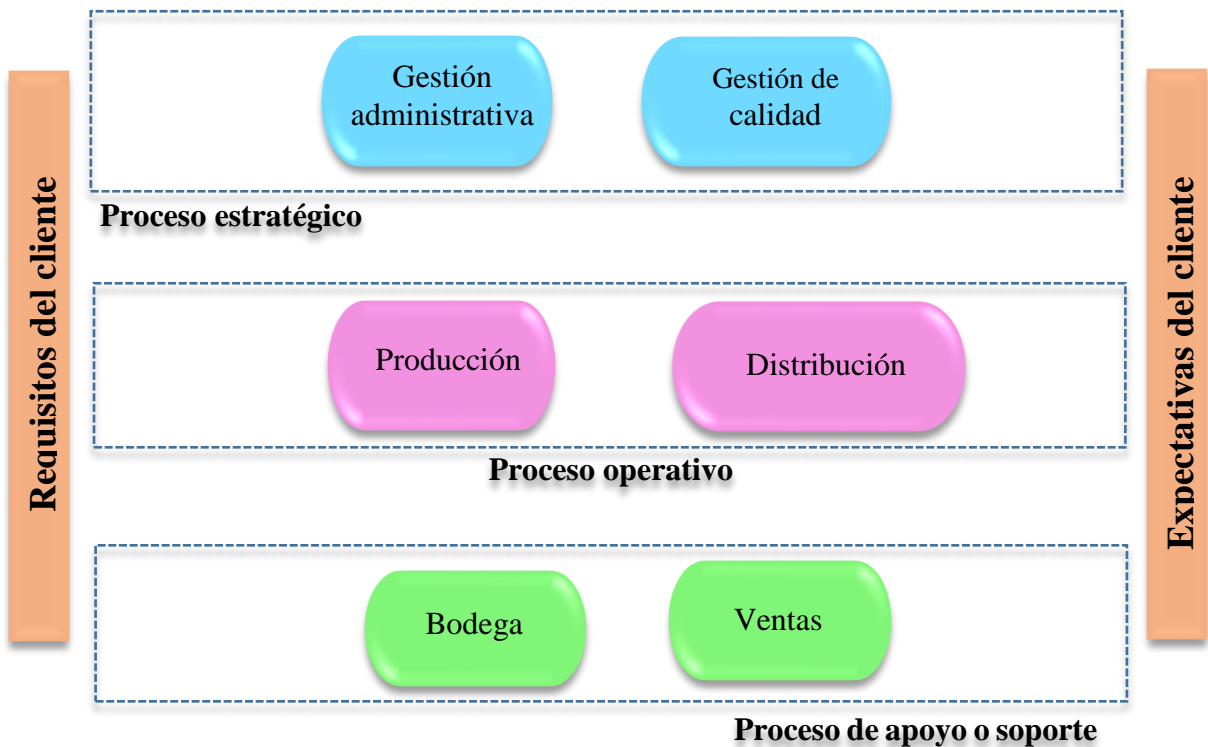 Requisitos del cliente
Gestión
administrativa
Gestión de
calidad
Proceso estratégico
Producción
Distribución
Proceso operativo
Bodega
Ventas
Proceso de apoyo o soporte
Expectativas del cliente